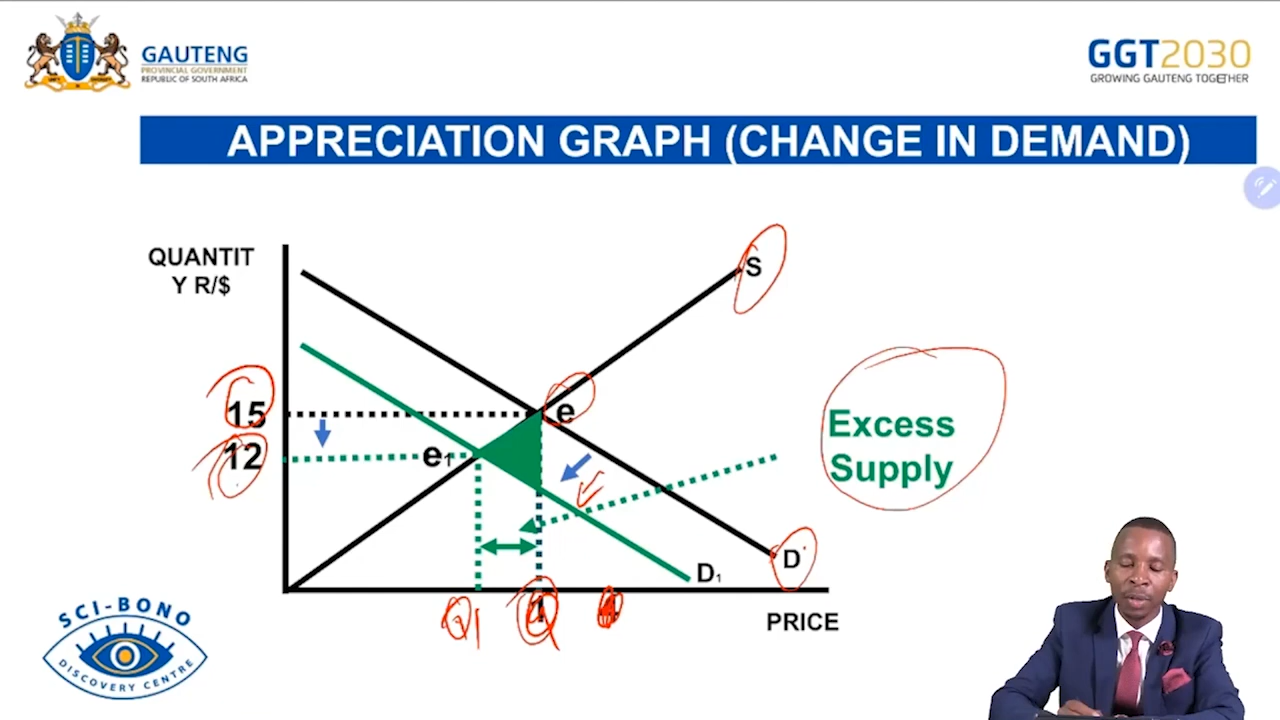 GAUTENG
PROVINCIAL GOVERNMENT
REPUBLIC OF SOUTH AFRICA
GGT2030
GROWING GAUTENG TOGETHER
APPRECIATION GRAPH (CHANGE IN DEMAND)
QUANTIT
Y R/$
S
15
e
12
e1
Excess
Supply
D
D1
Q1
Q
PRICE
SCI-BONO
DISCOVERY CENTRE